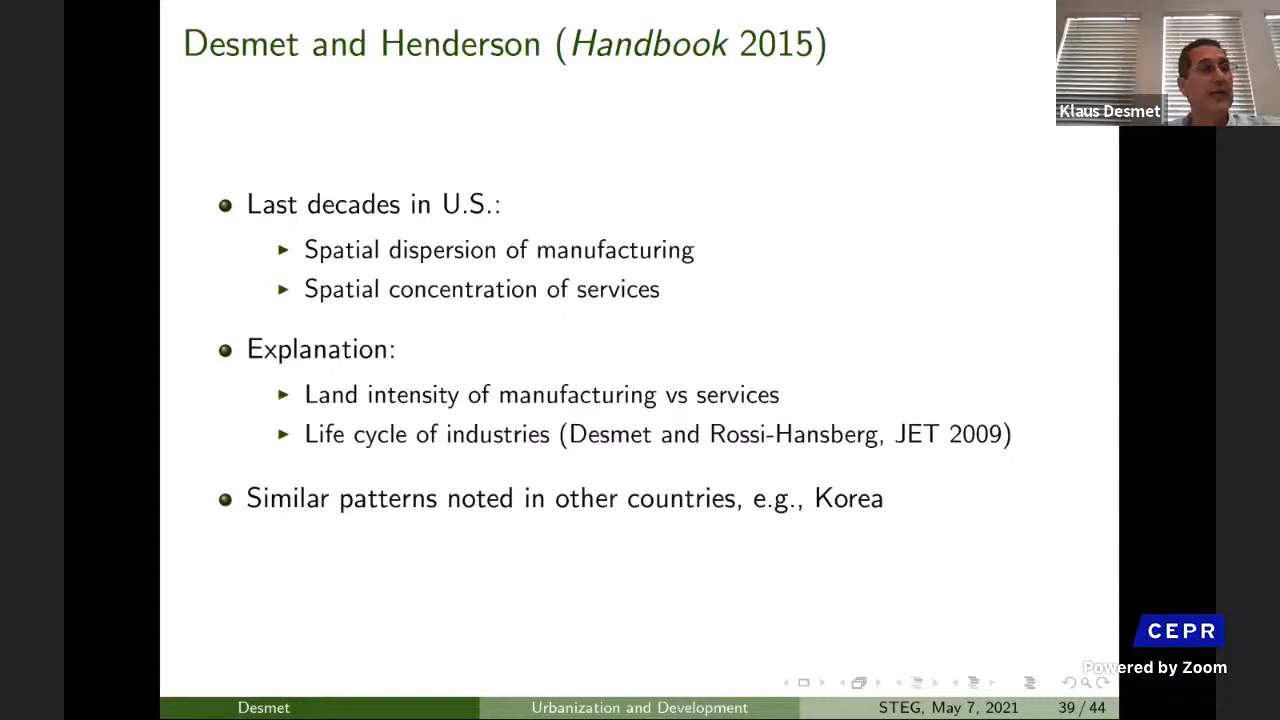 Desmet and Henderson (Handbook 2015)
Klaus Desmet
Last decades in U.S.:
Spatial dispersion of manufacturing
Spatial concentration of services
Explanation:
Land intensity of manufacturing vs services
Life cycle of industries (Desmet and Rossi-Hansberg, JET 2009)
Similar patterns noted in other countries, e.g., Korea
CEPR
Powered by Zoom
Desmet
Urbanization and Development
STEG, May 7, 2021
39 / 44